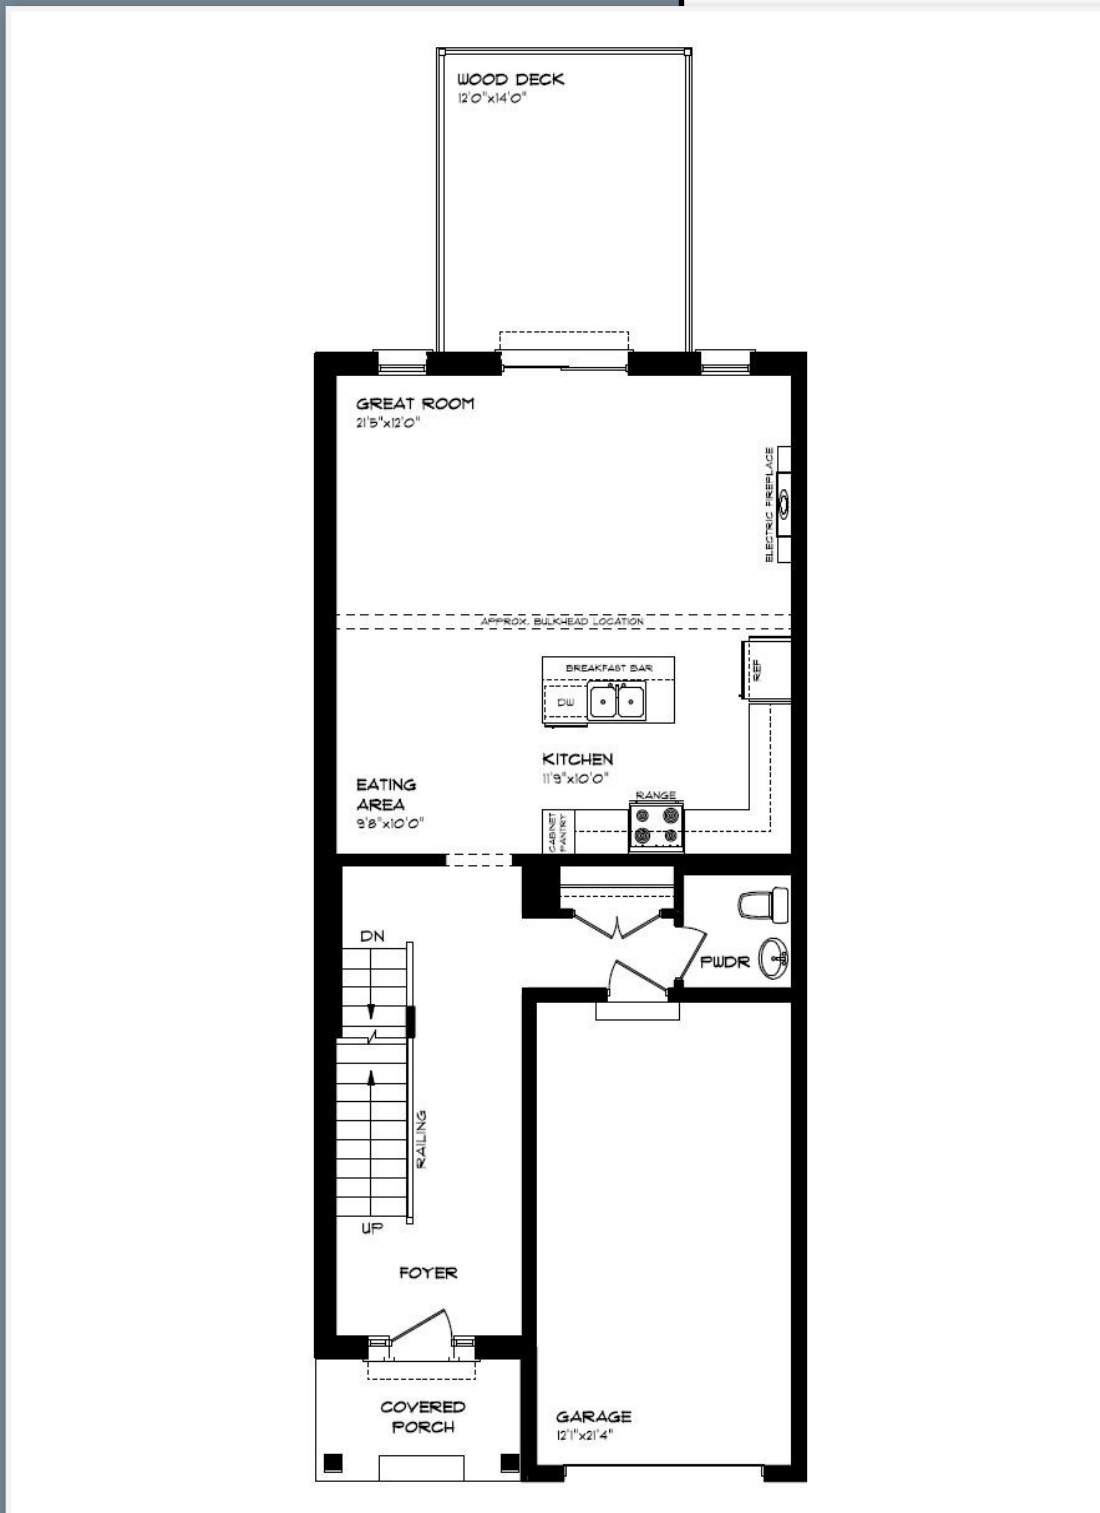 WOOD DECK
12'0"x14'0"
GREAT ROOM
21'5"x12'0"
ELECTRIC FIREPLACE
APPROX. BULKHEAD LOCATION
BREAKFAST BAR
REF
DW
KITCHEN
11'9"x10'0"
EATING
AREA
9'8"x10'0"
RANGE
CABINET
PANTRY
DN
PWDR
RAILING
UP
FOYER
COVERED
PORCH
GARAGE
12'1"x21'4"